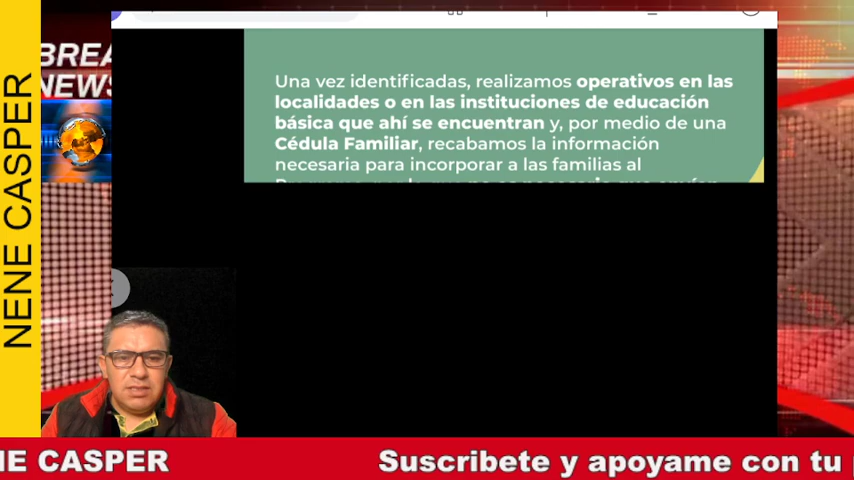 BREA
NEWS
NENE CASPER
Una vez identificadas, realizamos operativos en las
localidades o en las instituciones de educación
básica que ahí se encuentran y, por medio de una
Cédula Familiar, recabamos la información
necesaria para incorporar a las familias al
NE CASPER
Suscribete y apoyame con tu